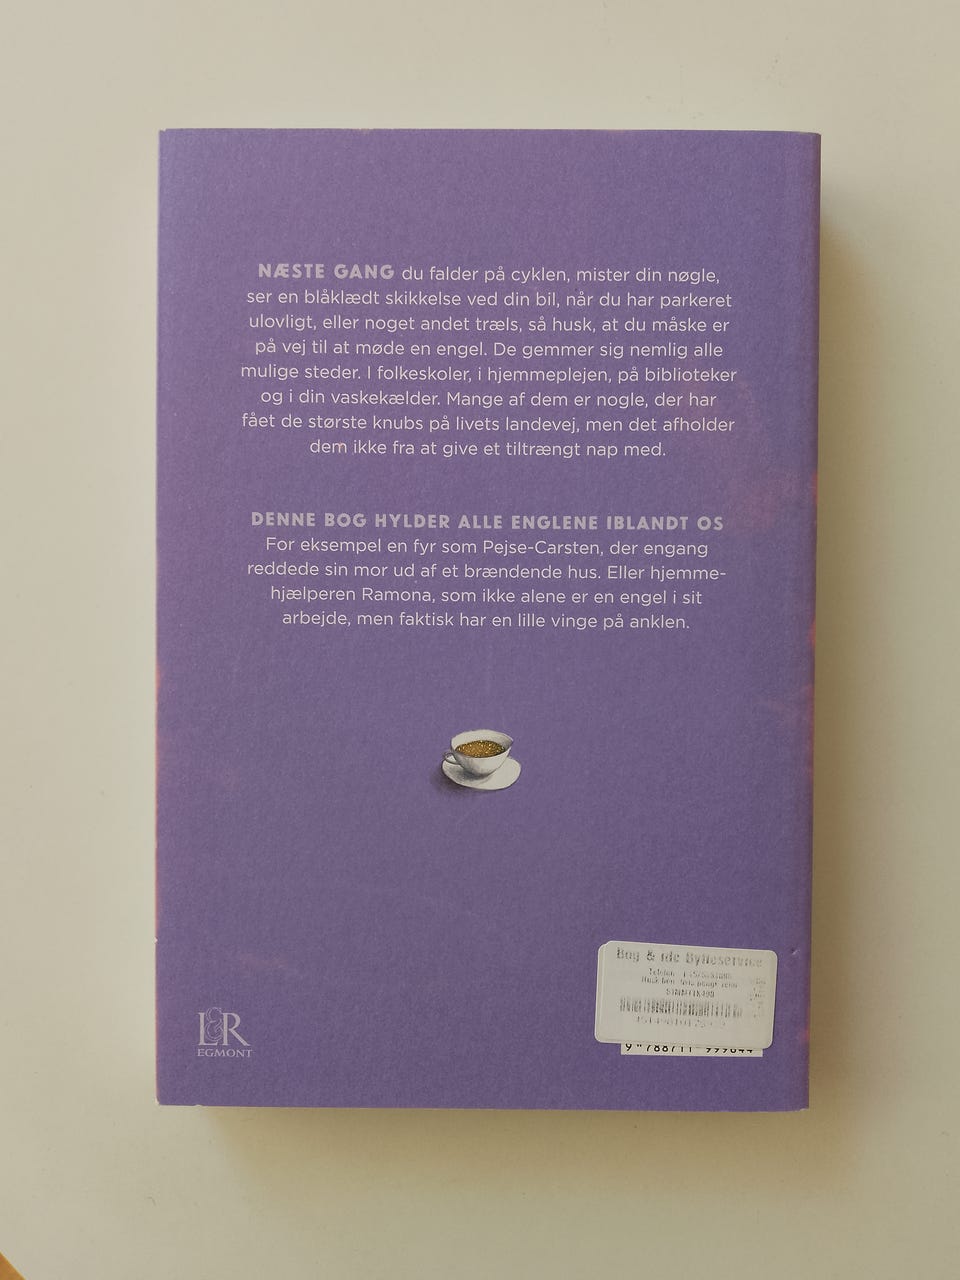 NÆSTE GANG du falder på cyklen, mister din nøgle,
ser en blåklædt skikkelse ved din bil, når du har parkeret
ulovligt, eller noget andet træls, så husk, at du måske er
på vej til at møde en engel. De gemmer sig nemlig alle
mulige steder. I folkeskoler, i hjemmeplejen, på biblioteker
og i din vaskekælder. Mange af dem er nogle, der har
fået de største knubs på livets landevej, men det afholder
dem ikke fra at give et tiltrængt nap med.
DENNE BOG HYLDER ALLE ENGLENE IBLANDT OS
For eksempel en fyr som Pejse-Carsten, der engang
reddede sin mor ud af et brændende hus. Eller hjemme-
hjælperen Ramona, som ikke alene er en engel i sit
arbejde, men faktisk har en lille vinge på anklen.
Bog & ide Bytteservice
L&R
EGMONT
9 788711 999644